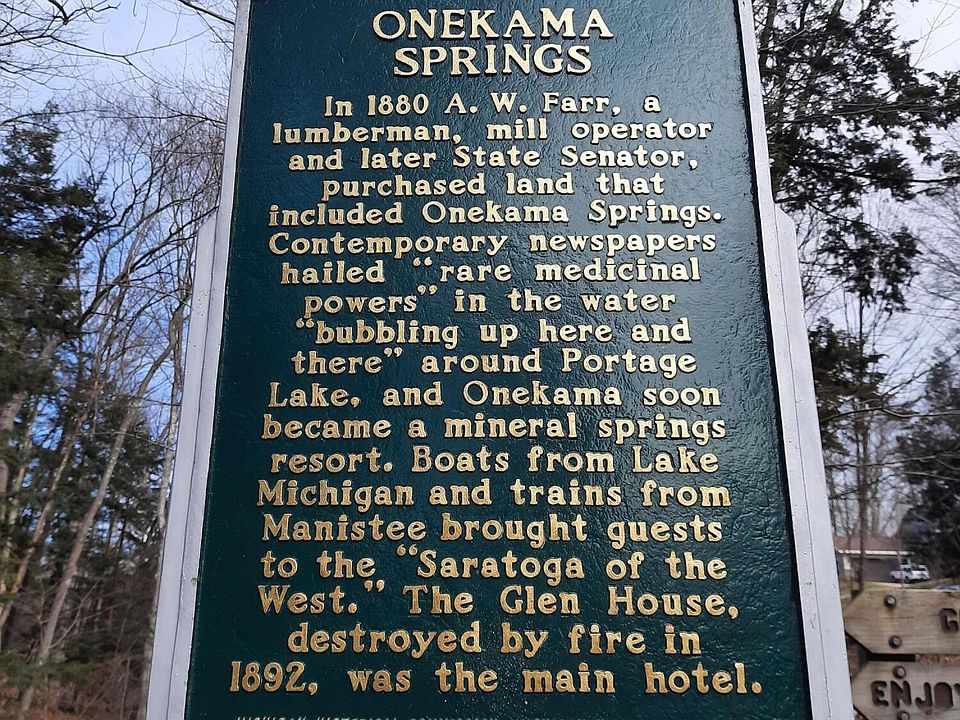 ONEKAMA
SPRINGS
In 1880 A. W. Farr, a
lumberman, mill operator
and later State Senator,
purchased land that
included Onekama Springs.
Contemporary newspapers
hailed “rare medicinal
powers” in the water
“bubbling up here and
there” around Portage
Lake, and Onekama soon
became a mineral springs
resort. Boats from Lake
Michigan and trains from
Manistee brought guests
to the “Saratoga of the
West.” The Glen House,
destroyed by fire in
1892, was the main hotel.
ENJOY